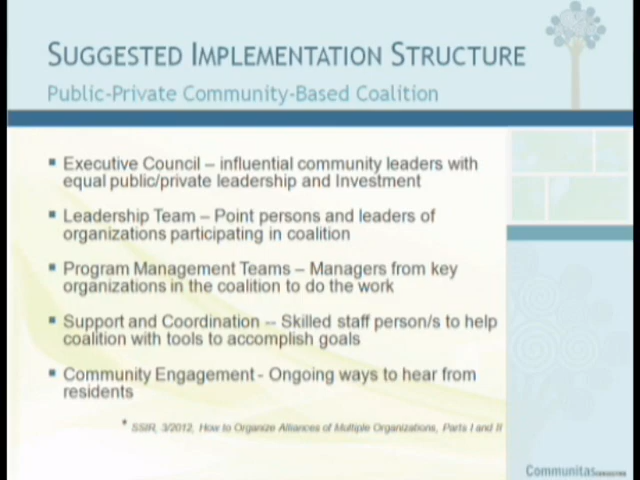 SUGGESTED IMPLEMENTATION STRUCTURE
Public-Private Community-Based Coalition
▪ Executive Council – influential community leaders with
equal public/private leadership and Investment
▪ Leadership Team – Point persons and leaders of
organizations participating in coalition
▪ Program Management Teams – Managers from key
organizations in the coalition to do the work
▪ Support and Coordination -- Skilled staff person/s to help
coalition with tools to accomplish goals
▪ Community Engagement - Ongoing ways to hear from
residents
* SSIR, 3/2012, How to Organize Alliances of Multiple Organizations, Parts I and II
Communitas